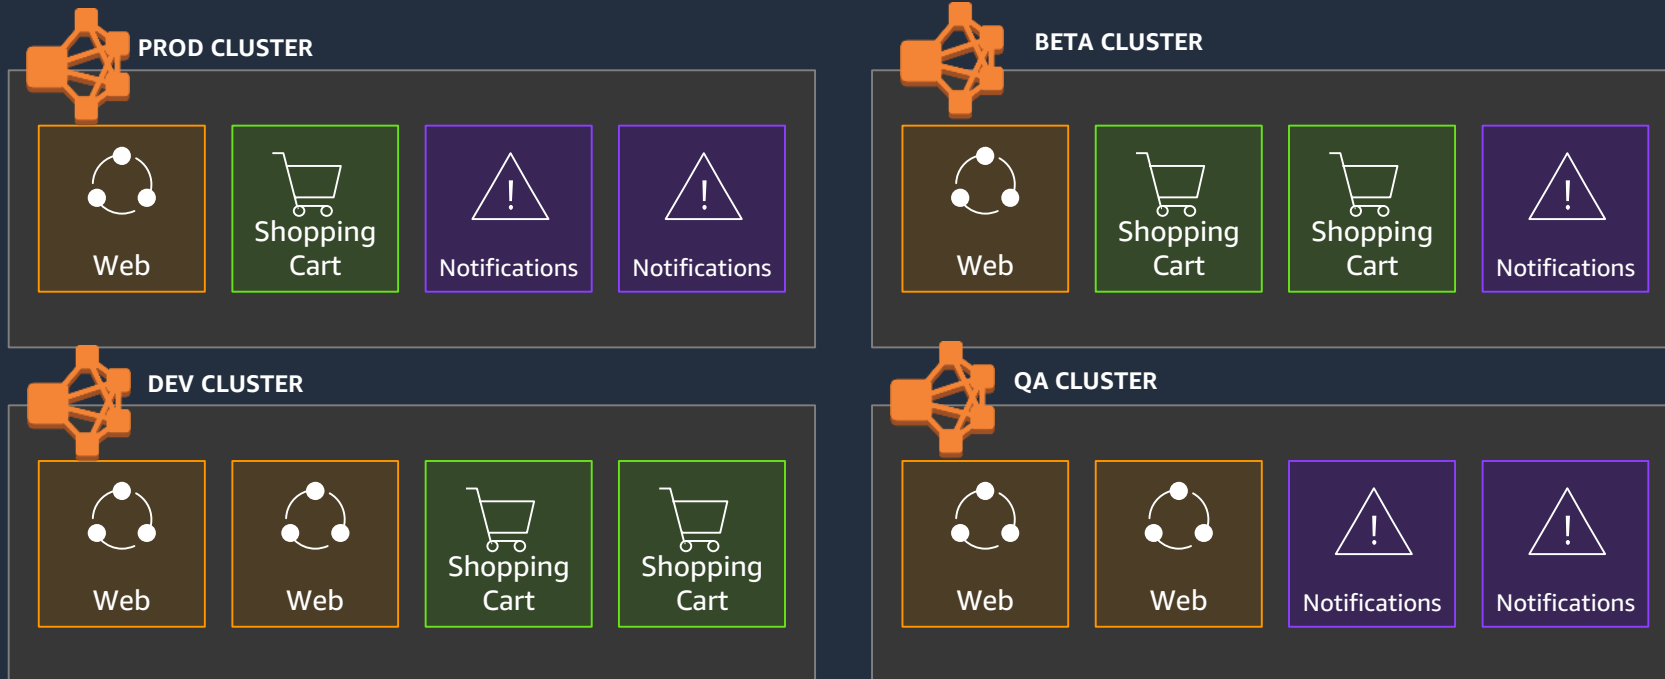 PROD CLUSTER
Web
Shopping
Cart
Notifications
Notifications
BETA CLUSTER
Web
Shopping
Cart
Shopping
Cart
Notifications
DEV CLUSTER
Web
Web
Shopping
Cart
Shopping
Cart
QA CLUSTER
Web
Web
Notifications
Notifications